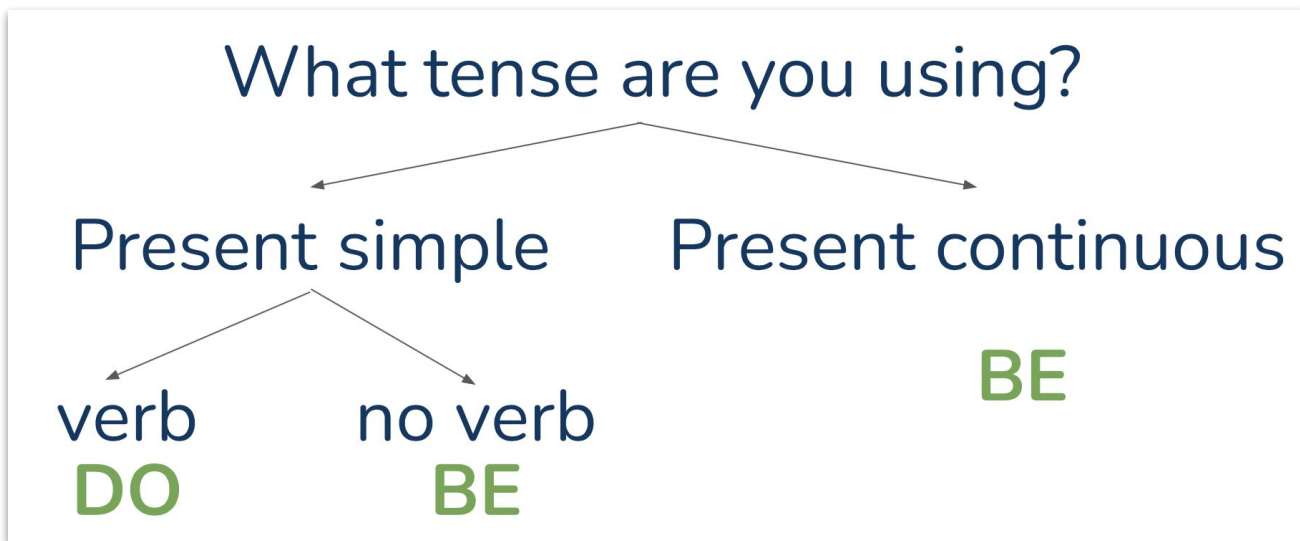 What tense are you using?
Present simple Present continuous
BE
verb no verb
DO BE